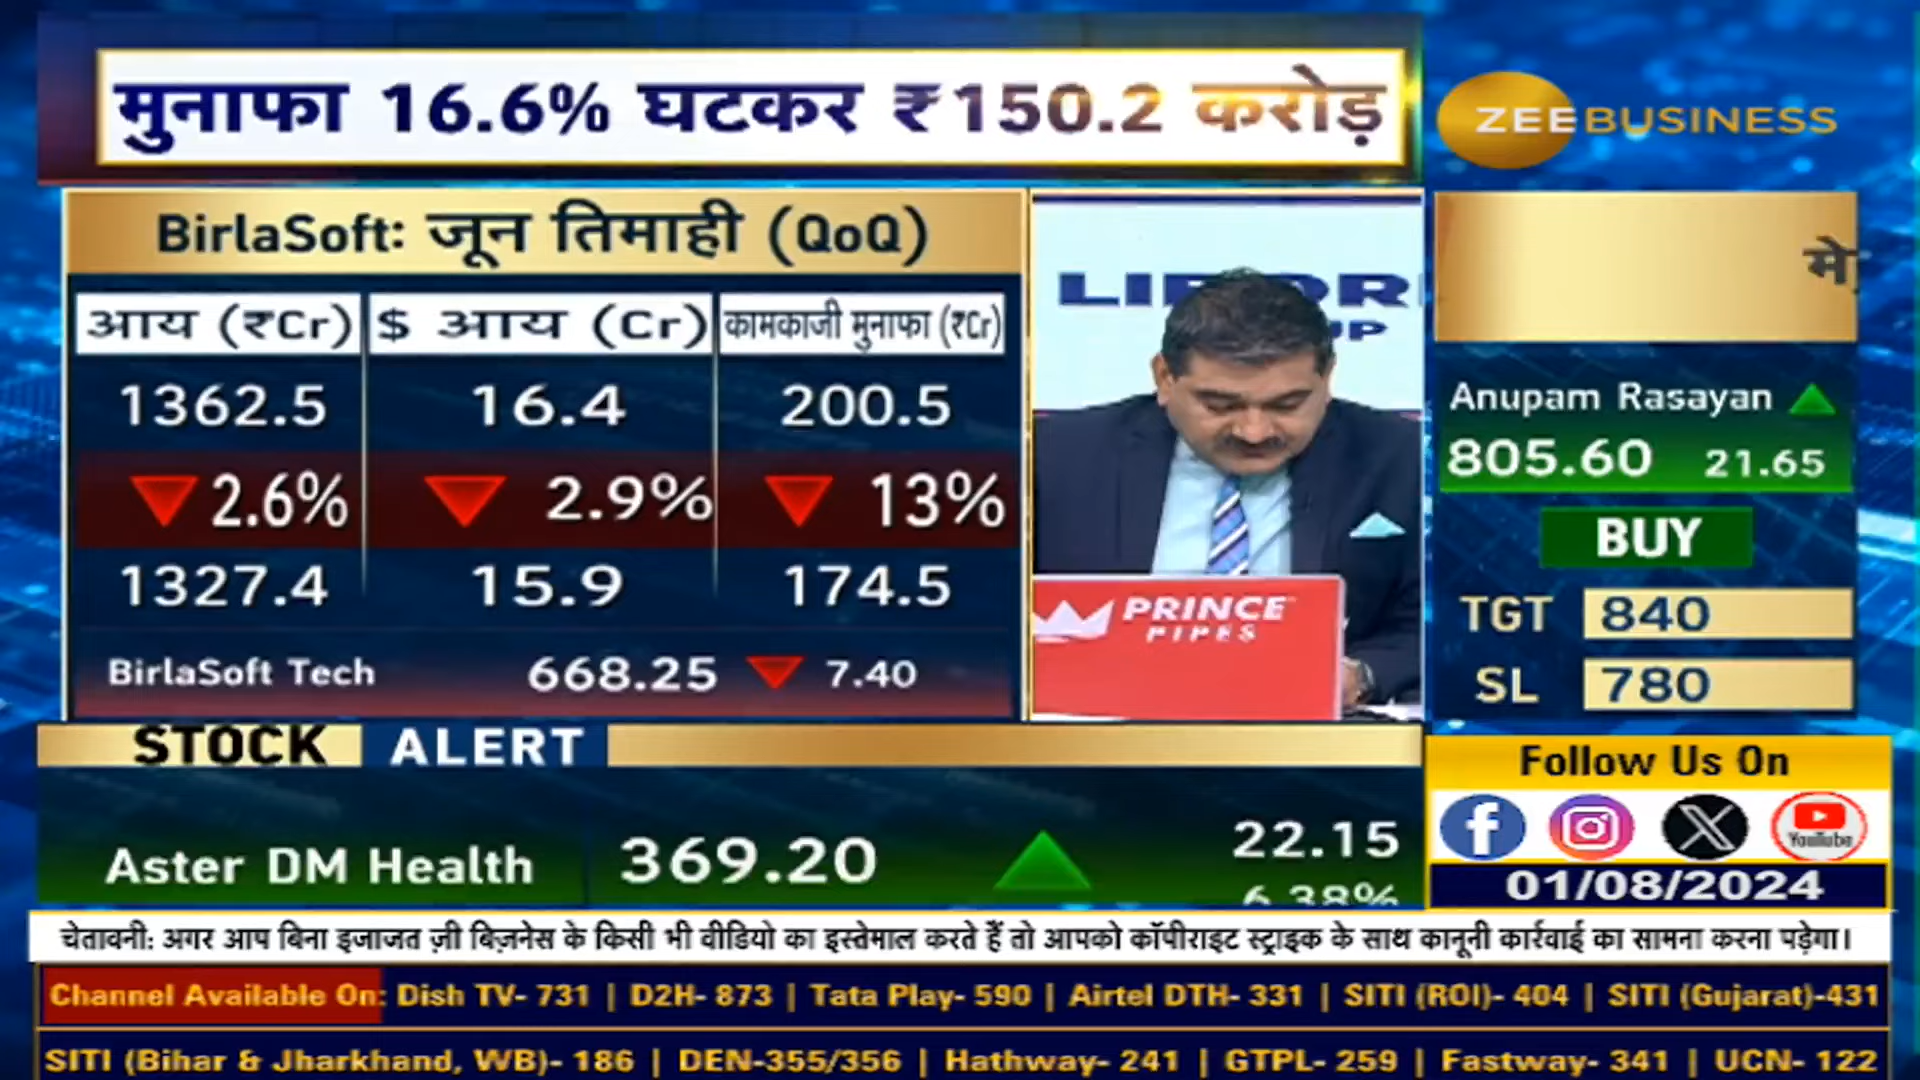 मुनाफा 16.6% घटकर ₹150.2 करोड़
ZEEBUSINESS
BirlaSoft: जून तिमाही (QoQ)
आय (₹Cr) $ आय (Cr) कामकाजी मुनाफा (₹Cr)
1362.5 16.4 200.5
2.6% 2.9% 13%
1327.4 15.9 174.5
BirlaSoft Tech 668.25 7.40
PRINCE
PIPES
Anupam Rasayan
805.60 21.65
BUY
TGT 840
SL 780
STOCK ALERT
Aster DM Health 369.20 22.15
6.38%
Follow Us On
YouTube
01/08/2024
चेतावनी: अगर आप बिना इजाजत ज़ी बिज़नेस के किसी भी वीडियो का इस्तेमाल करते हैं तो आपको कॉपीराइट स्ट्राइक के साथ कानूनी कार्रवाई का सामना करना पड़ेगा।
Channel Available On: Dish TV- 731 | D2H- 873 | Tata Play- 590 | Airtel DTH- 331 | SITI (ROI)- 404 | SITI (Gujarat)-431
SITI (Bihar & Jharkhand, WB)- 186 | DEN-355/356 | Hathway- 241 | GTPL- 259 | Fastway- 341 | UCN- 122